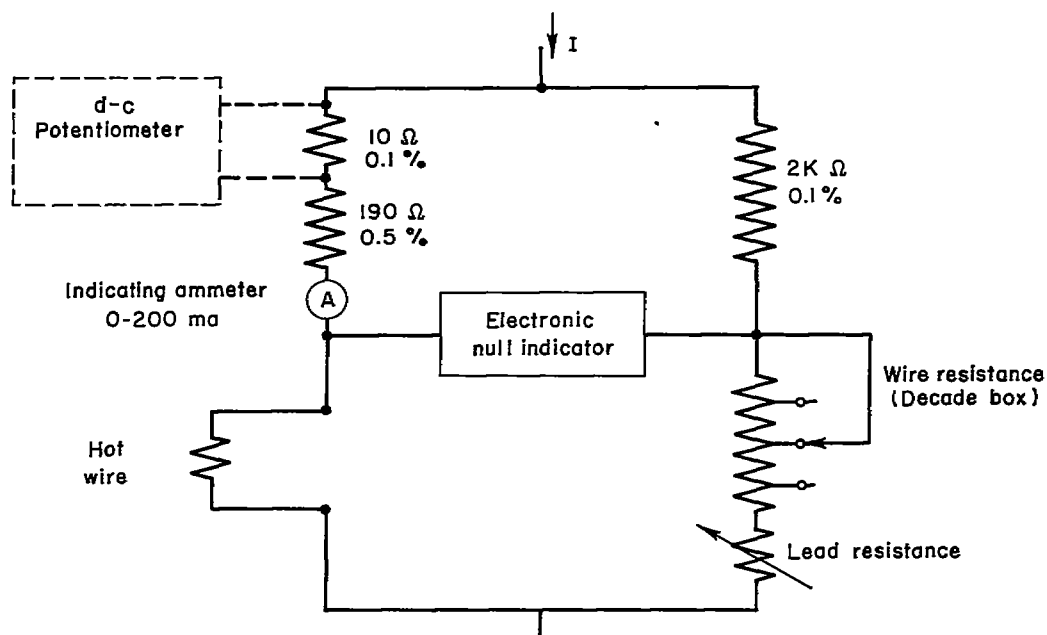 I
d-c
Potentiometer
10 Ω
0.1 %
2K Ω
0.1%
190 Ω
0.5 %
Indicating ammeter
0-200 ma
A
Electronic
null indicator
Wire resistance
(Decade box)
Hot
wire
Lead resistance